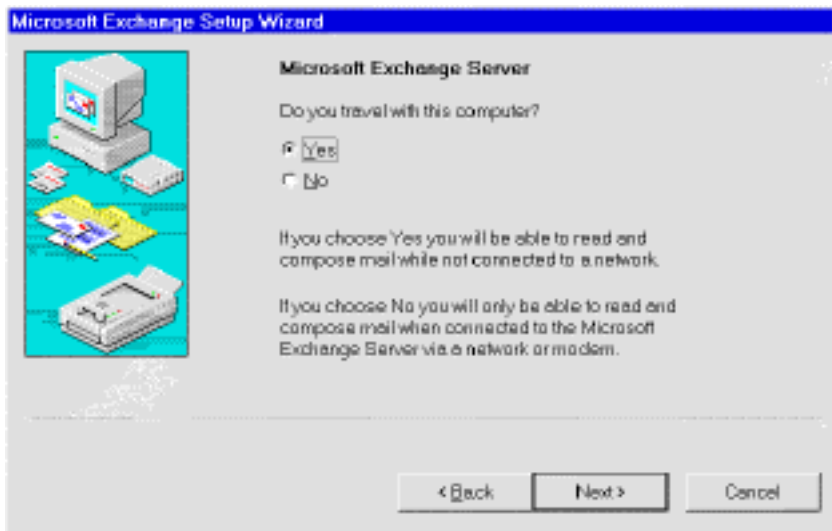 Microsoft Exchange Setup Wizard
Microsoft Exchange Server
Do you travel with this computer?
Yes
No
If you choose Yes you will be able to read and
compose mail while not connected to a network.
If you choose No you will only be able to read and
compose mail when connected to the Microsoft
Exchange Server via a network or modem.
< Back Next > Cancel